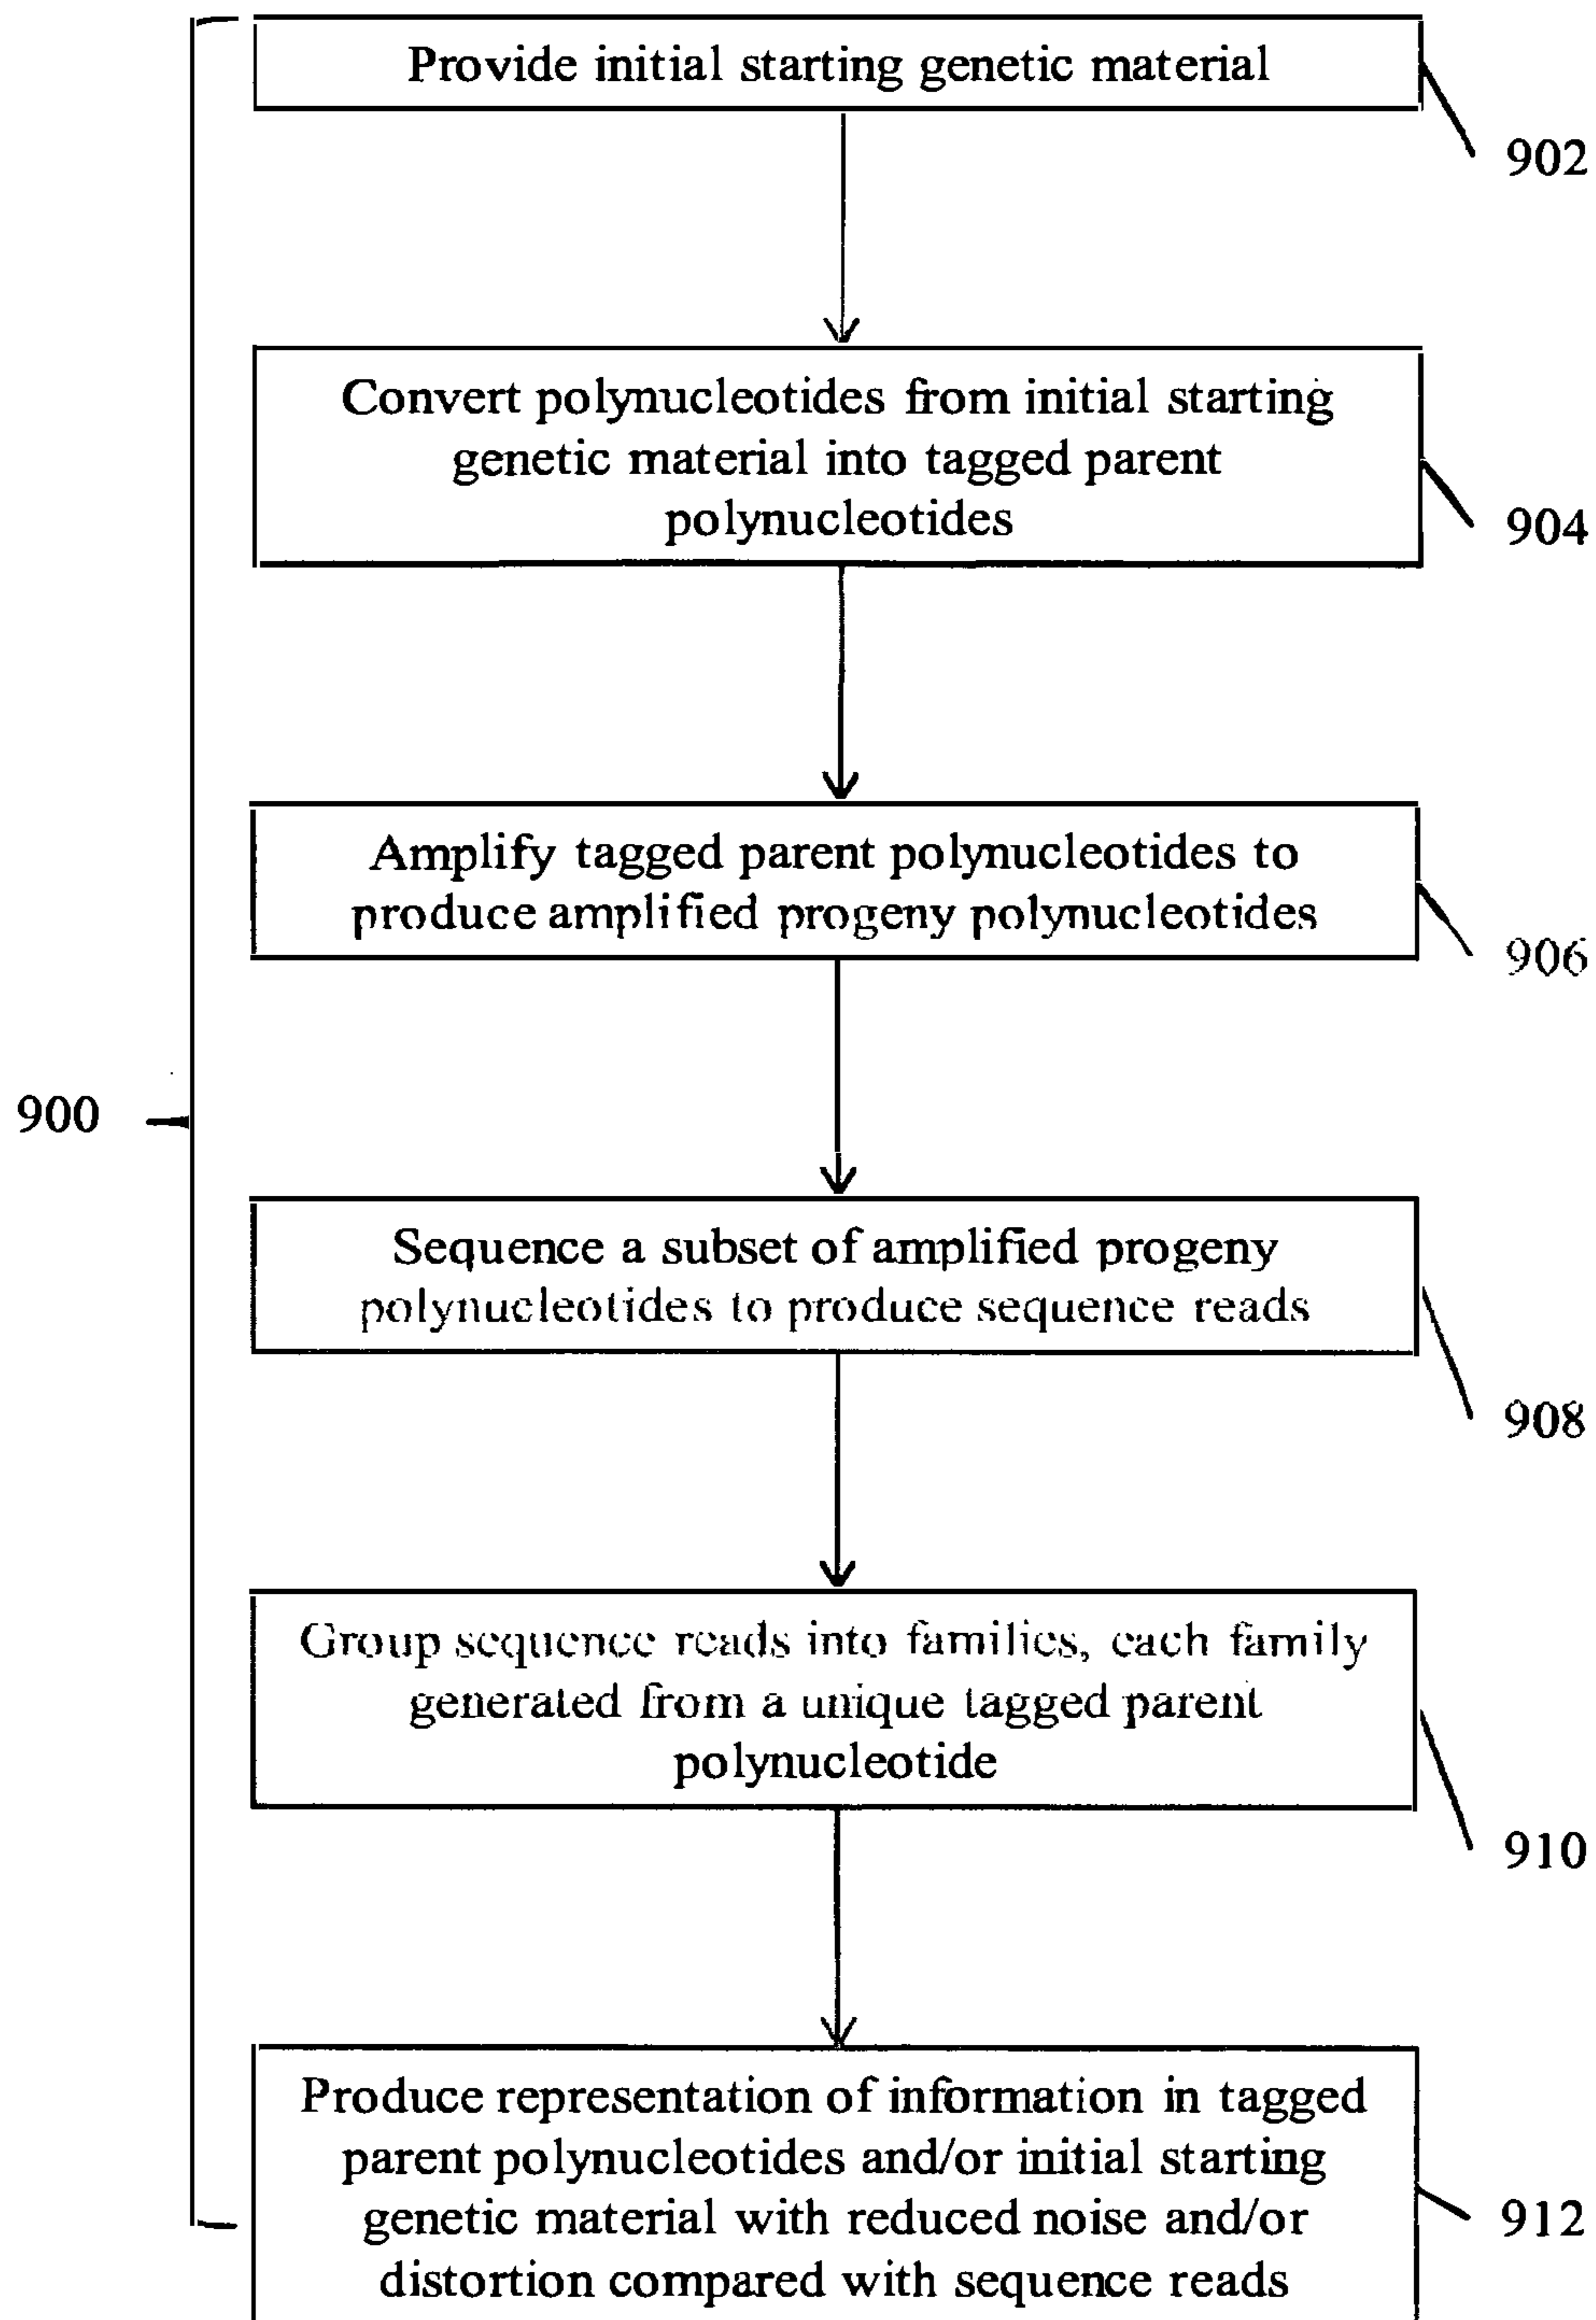 Provide initial starting genetic material
902
Convert polynucleotides from initial starting
genetic material into tagged parent
polynucleotides
904
Amplify tagged parent polynucleotides to
produce amplified progeny polynucleotides
906
900
Sequence a subset of amplified progeny
polynucleotides to produce sequence reads
908
Group sequence reads into families, each family
generated from a unique tagged parent
polynucleotide
910
Produce representation of information in tagged
parent polynucleotides and/or initial starting
genetic material with reduced noise and/or
distortion compared with sequence reads
912